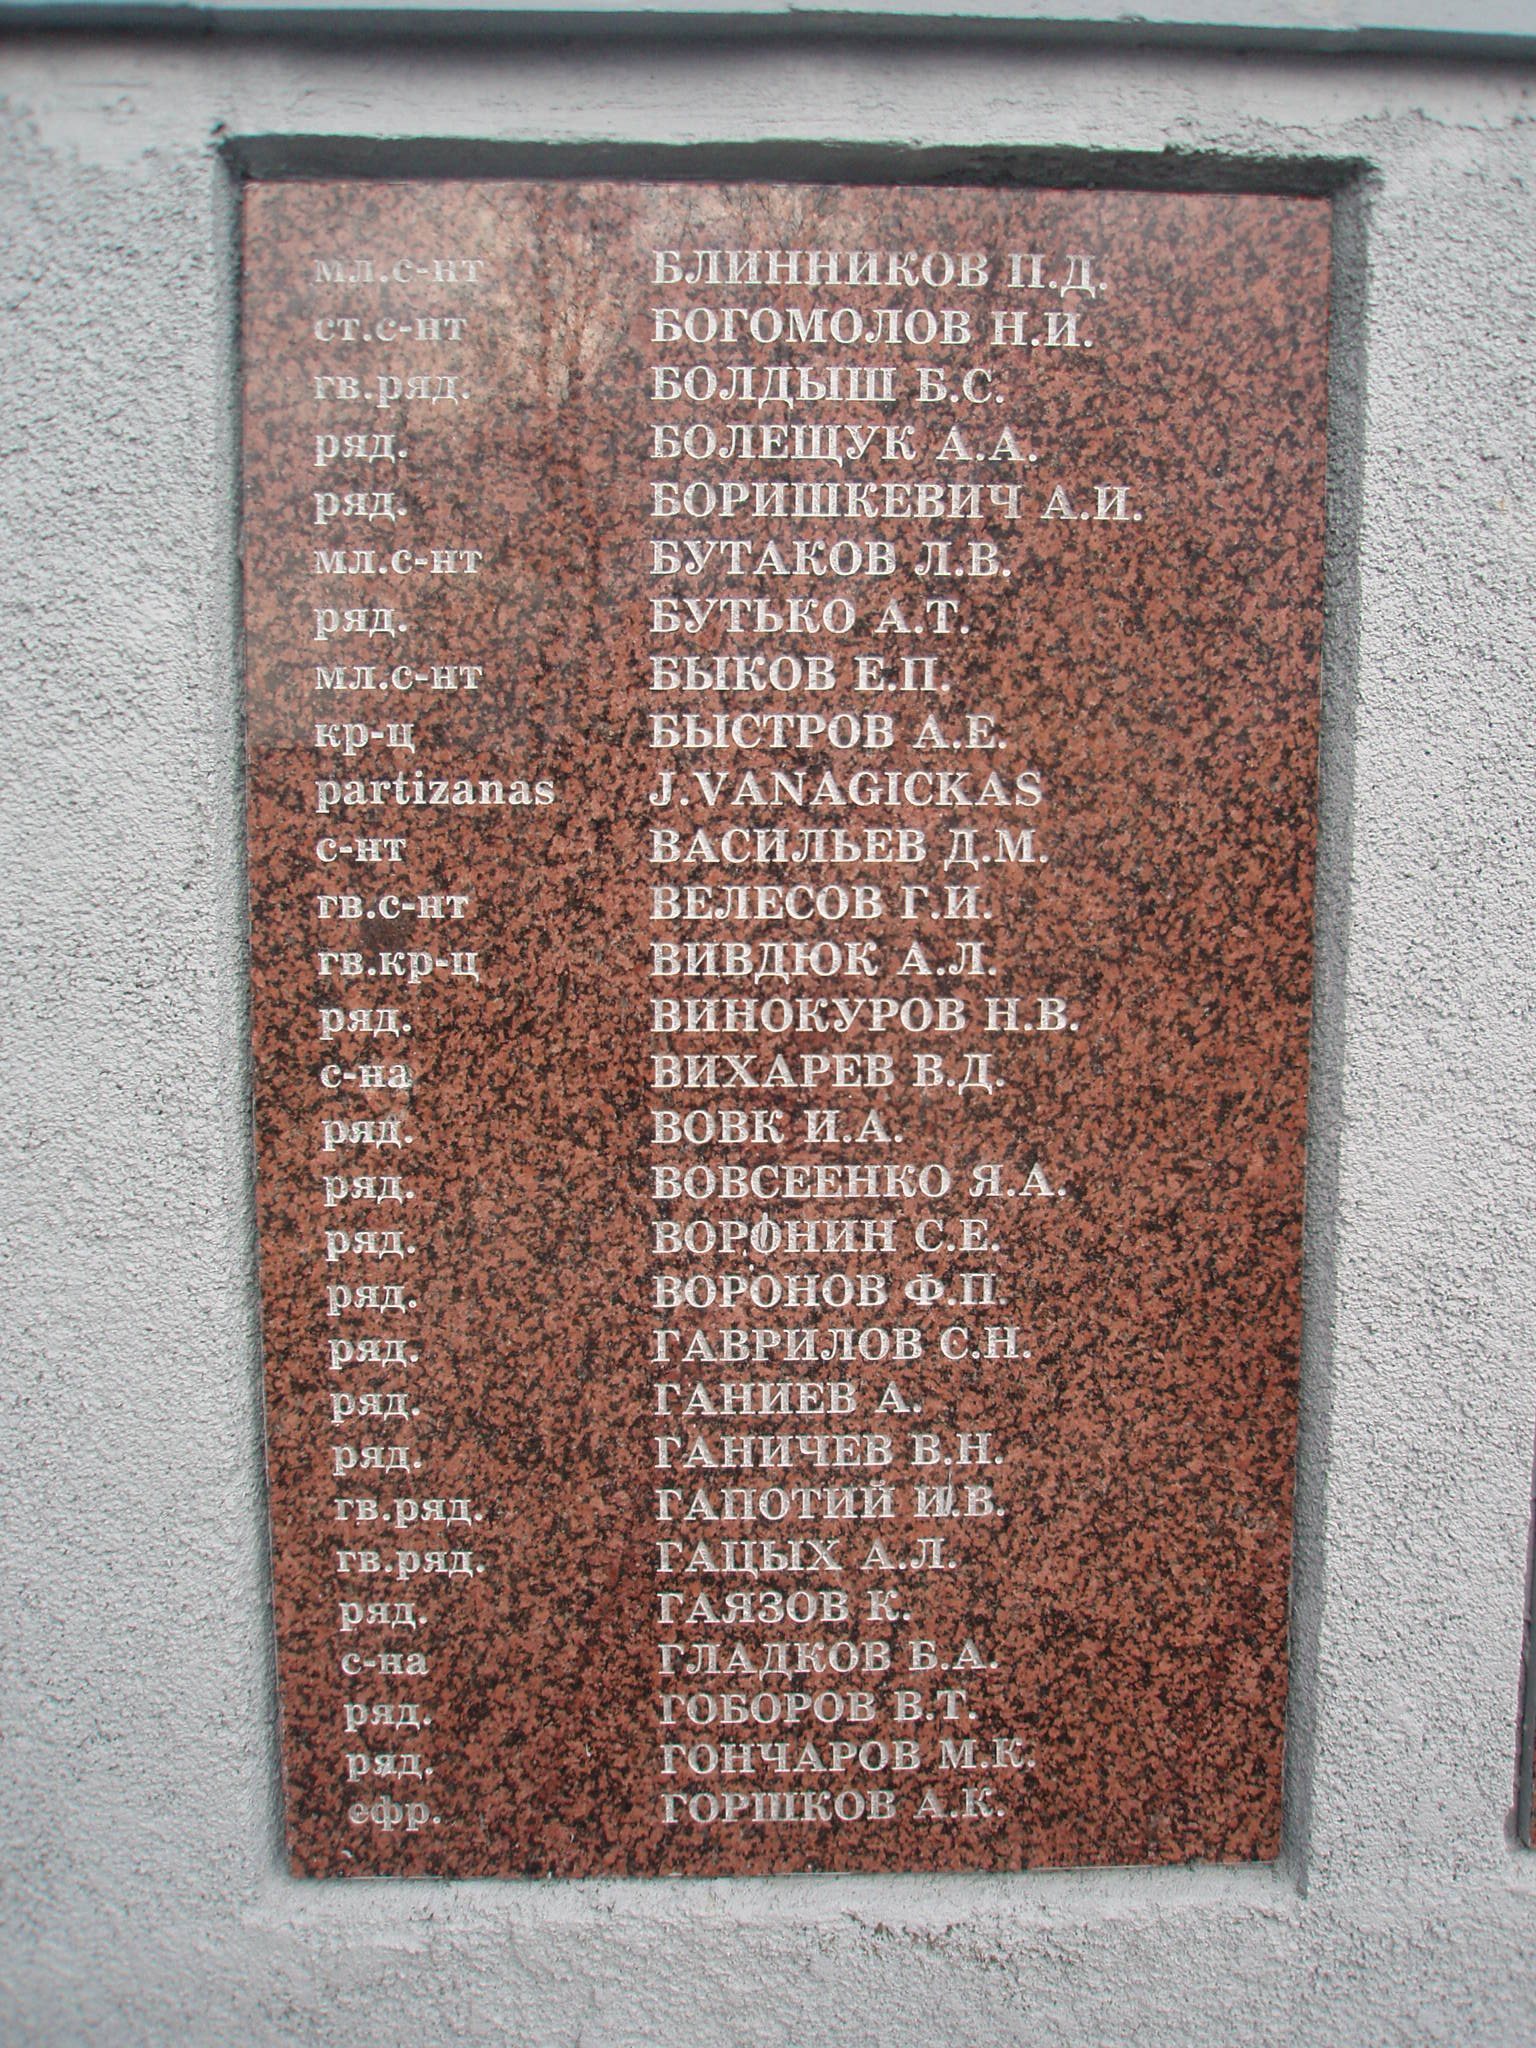 мл.с-нт БЛИННИКОВ П.Д.
ст.с-нт БОГОМОЛОВ Н.И.
гв.ряд. БОЛДЫШ Б.С.
ряд. БОЛЕЩУК А.А.
ряд. БОРИШКЕВИЧ А.И.
мл.с-нт БУТАКОВ Л.В.
ряд. БУТЬКО А.Т.
мл.с-нт БЫКОВ Е.П.
кр-ц БЫСТРОВ А.Е.
partizanas J.VANAGICKAS
с-нт ВАСИЛЬЕВ Д.М.
гв.с-нт ВЕЛЕСОВ Г.И.
гв.кр-ц ВИВДЮК А.Л.
ряд. ВИНОКУРОВ Н.В.
с-на ВИХАРЕВ В.Д.
ряд. ВОВК И.А.
ряд. ВОВСЕЕНКО Я.А.
ряд. ВОРОНИН С.Е.
ряд. ВОРОНОВ Ф.П.
ряд. ГАВРИЛОВ С.Н.
ряд. ГАНИЕВ А.
ряд. ГАНИЧЕВ В.Н.
гв.ряд. ГАПОТИЙ И.В.
гв.ряд. ГАЦЫХ А.Л.
ряд. ГАЯЗОВ К.
с-на ГЛАДКОВ Б.А.
ряд. ГОБОРОВ В.Т.
ряд. ГОНЧАРОВ М.К.
ефр. ГОРШКОВ А.К.